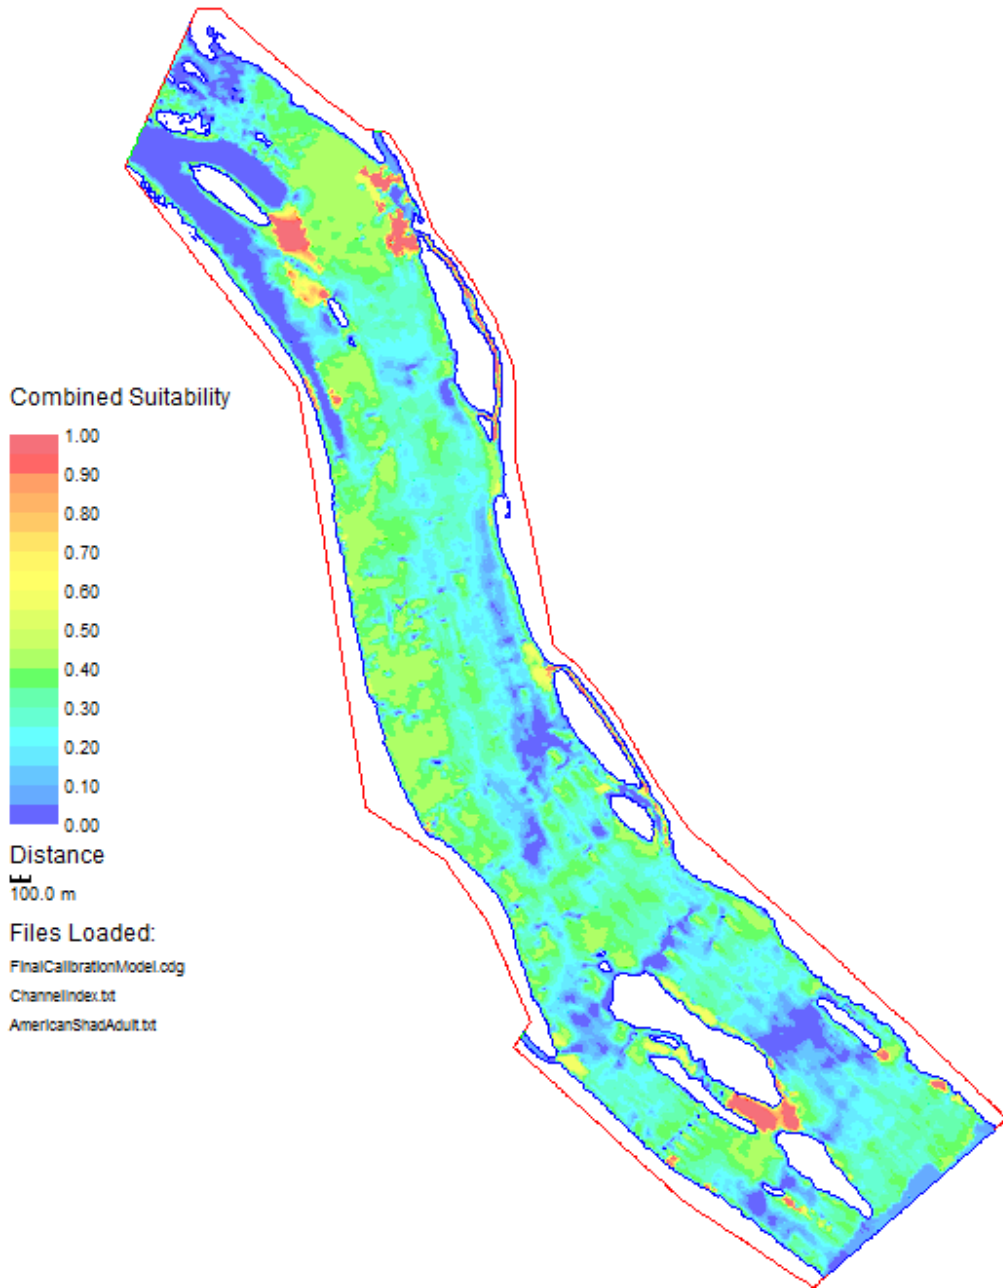 Combined Suitability
1.00
0.90
0.80
0.70
0.60
0.50
0.40
0.30
0.20
0.10
0.00
Distance
100.0 m
Files Loaded:
FinalCalibrationModel.cdg
ChannelIndex.txt
AmericanShadAdult.txt